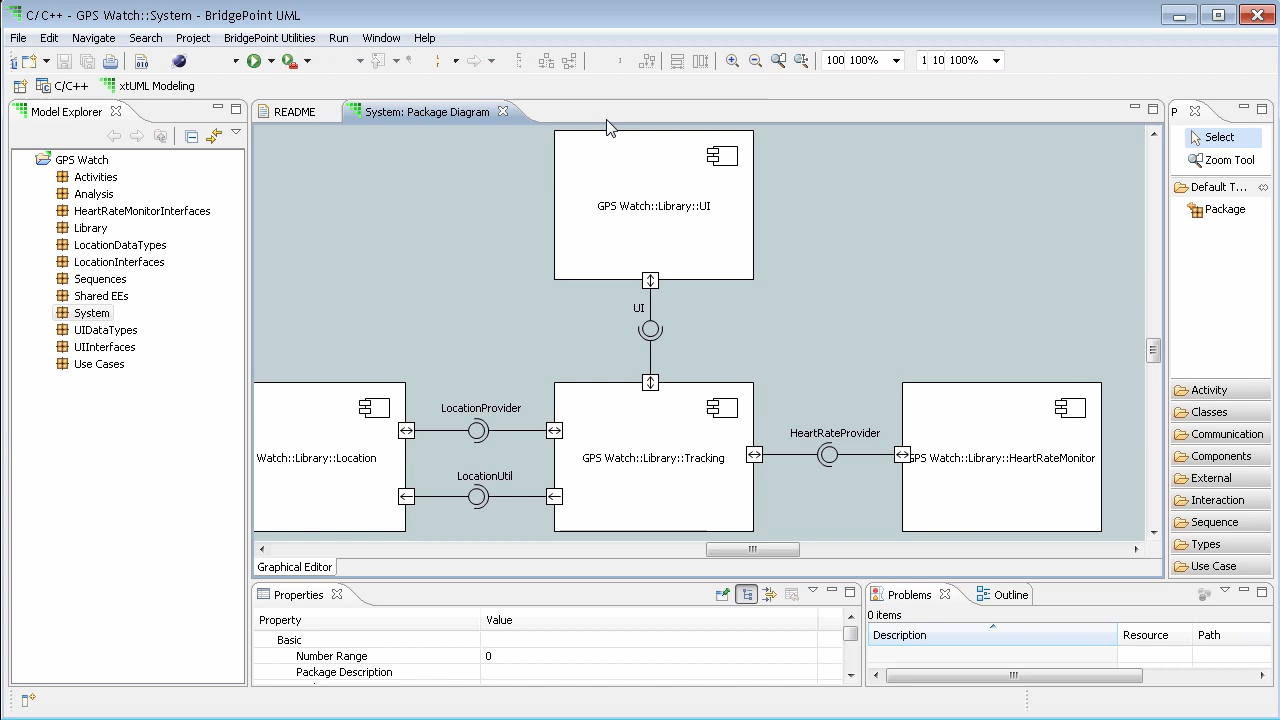 C/C++ - GPS Watch::System - BridgePoint UML
File Edit Navigate Search Project BridgePoint Utilities Run Window Help
100 100% 1 10 100%
C/C++ xtUML Modeling
Model Explorer
README
System: Package Diagram
P
GPS Watch
Activities
Analysis
HeartRateMonitorInterfaces
Library
LocationDataTypes
LocationInterfaces
Sequences
Shared EEs
System
UIDataTypes
UIInterfaces
Use Cases
GPS Watch::Library::UI
UI
LocationProvider
LocationUtil
Watch::Library::Location
GPS Watch::Library::Tracking
HeartRateProvider
GPS Watch::Library::HeartRateMonitor
Graphical Editor
Select
Zoom Tool
Default T...
Package
Activity
Classes
Communication
Components
External
Interaction
Sequence
Types
Use Case
Properties
Property Value
Basic
Number Range 0
Package Description
Problems Outline
0 items
Description Resource Path